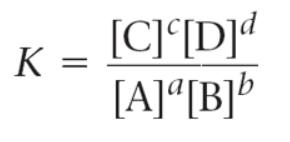 K = [C]^c[D]^d / [A]^a[B]^b